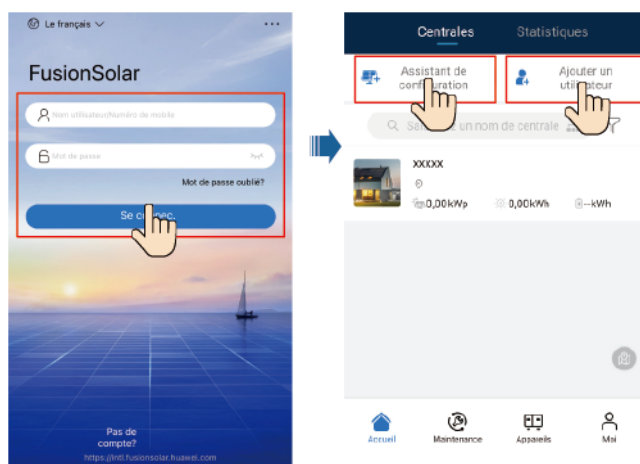 Le français
FusionSolar
Nom utilisateur/Numéro de mobile
Mot de passe
Mot de passe oublié?
Se connec.
Pas de
compte?
https://intl.fusionsolar.huawei.com
Centrales Statistiques
Assistant de
configuration
Ajouter un
utilisateur
un nom de centrale
XXXXX
0,00kWp 0,00kWh --kWh
Accueil Maintenance Appareils Moi